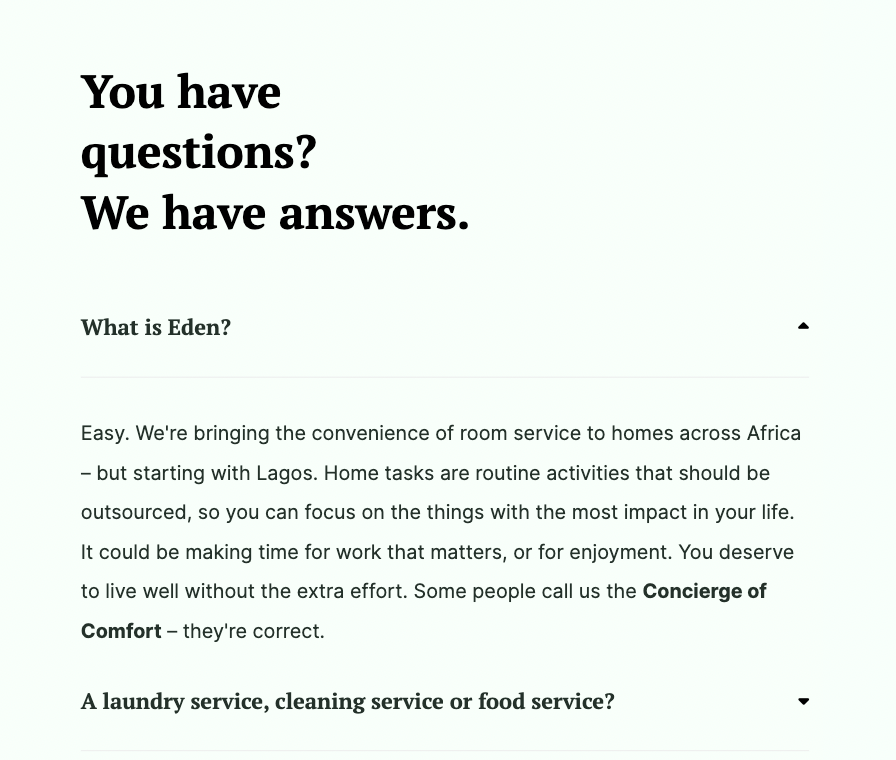 You have
questions?
We have answers.
What is Eden?
Easy. We're bringing the convenience of room service to homes across Africa
– but starting with Lagos. Home tasks are routine activities that should be
outsourced, so you can focus on the things with the most impact in your life.
It could be making time for work that matters, or for enjoyment. You deserve
to live well without the extra effort. Some people call us the Concierge of
Comfort – they're correct.
A laundry service, cleaning service or food service?